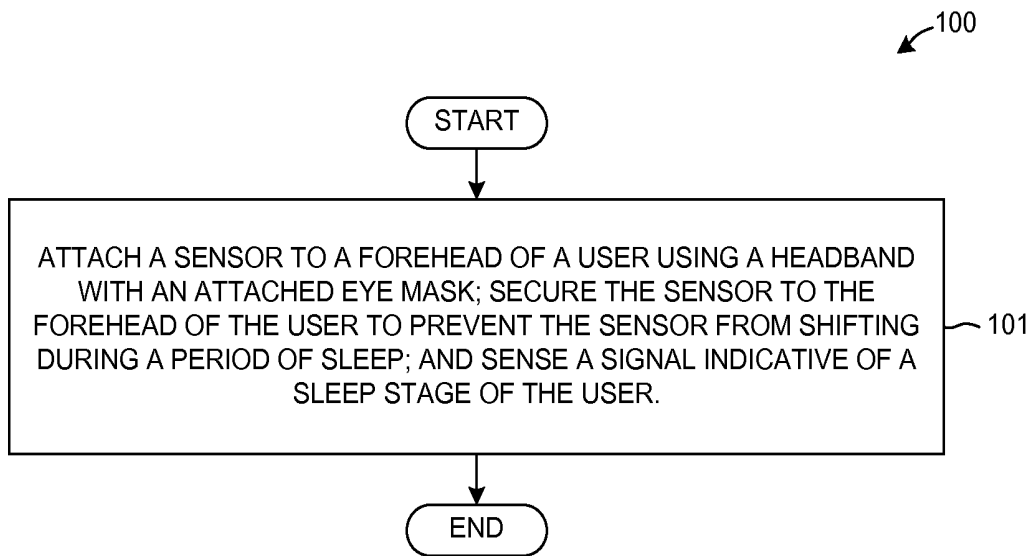 100
START
ATTACH A SENSOR TO A FOREHEAD OF A USER USING A HEADBAND
WITH AN ATTACHED EYE MASK; SECURE THE SENSOR TO THE
FOREHEAD OF THE USER TO PREVENT THE SENSOR FROM SHIFTING
DURING A PERIOD OF SLEEP; AND SENSE A SIGNAL INDICATIVE OF A
SLEEP STAGE OF THE USER.
101
END